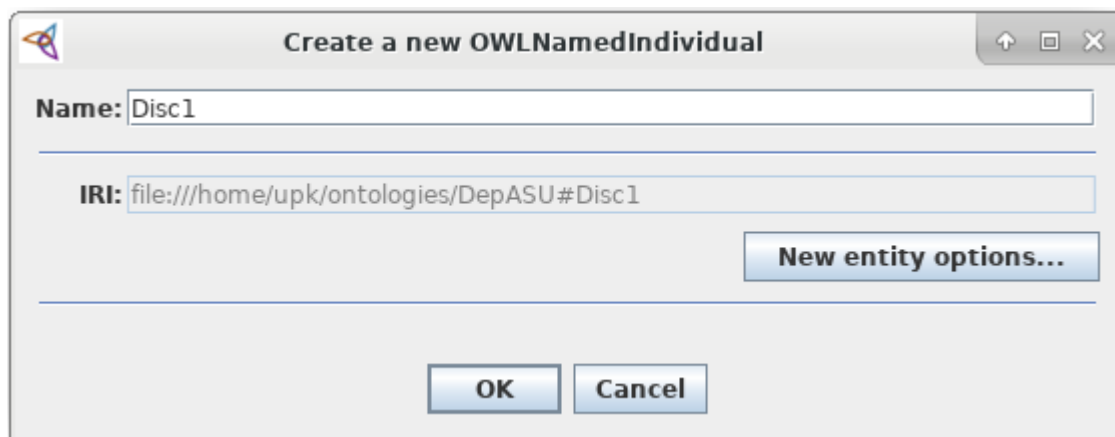 Create a new OWLNamedIndividual
Name: Disc1
IRI: file:///home/upk/ontologies/DepASU#Disc1
New entity options...
OK Cancel